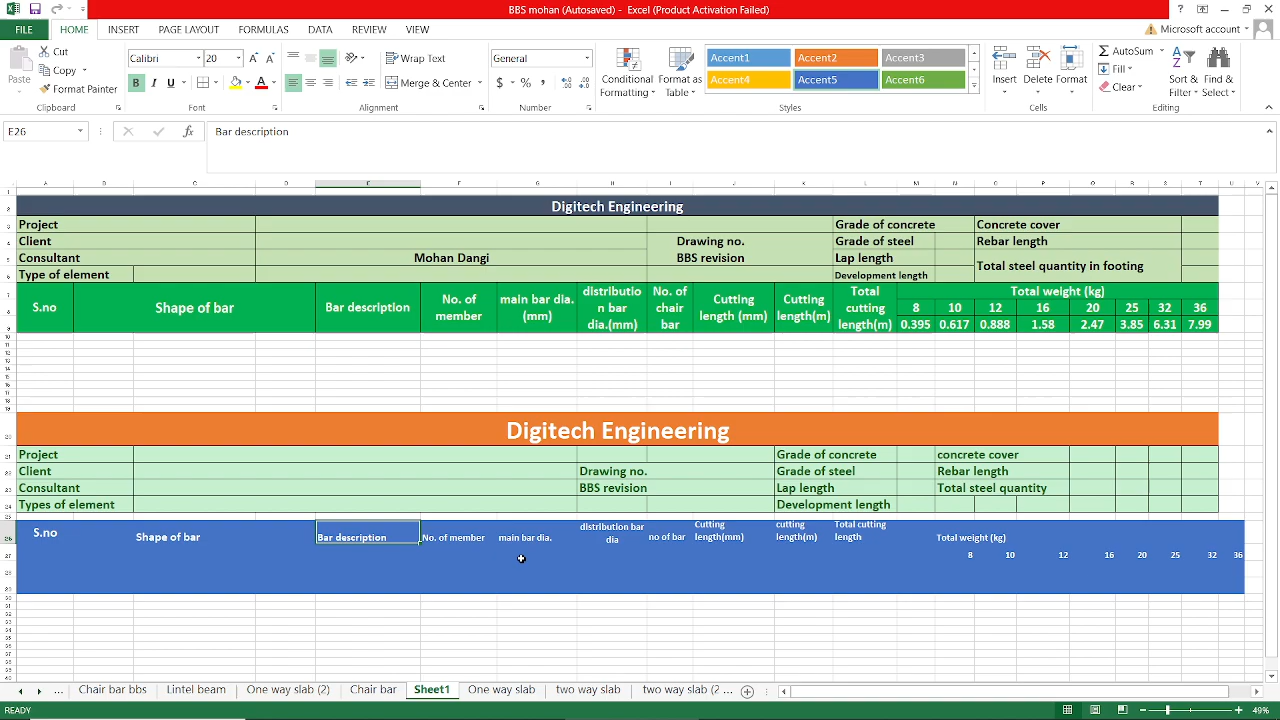 BBS mohan (Autosaved) - Excel (Product Activation Failed)
FILE HOME INSERT PAGE LAYOUT FORMULAS DATA REVIEW VIEW Microsoft account
Cut
Copy
Format Painter
Paste
Clipboard
Calibri 20
B I U
Font
Wrap Text
Merge & Center
Alignment
General
$ % ,
Number
Conditional Formatting
Format as Table
Accent1 Accent2 Accent3
Accent4 Accent5 Accent6
Styles
Insert Delete Format
Cells
AutoSum
Fill
Clear
Sort & Filter
Find & Select
Editing
E26 fx Bar description
A B C D E F G H I J K L M N O P Q R S T U V
Digitech Engineering
Project Grade of concrete Concrete cover
Client Drawing no. Grade of steel Rebar length
Consultant Mohan Dangi BBS revision Lap length Total steel quantity in footing
Type of element Development length
S.no Shape of bar Bar description No. of member main bar dia. (mm) distributio n bar dia.(mm) No. of chair bar Cutting length (mm) Cutting length(m) Total cutting length(m) Total weight (kg)
8 10 12 16 20 25 32 36
0.395 0.617 0.888 1.58 2.47 3.85 6.31 7.99
Digitech Engineering
Project Grade of concrete concrete cover
Client Drawing no. Grade of steel Rebar length
Consultant BBS revision Lap length Total steel quantity
Types of element Development length
S.no Shape of bar Bar description No. of member main bar dia. distribution bar dia no of bar Cutting length(mm) cutting length(m) Total cutting length Total weight (kg)
8 10 12 16 20 25 32 36
... Chair bar bbs Lintel beam One way slab (2) Chair bar Sheet1 One way slab two way slab two way slab (2 ...
READY 49%